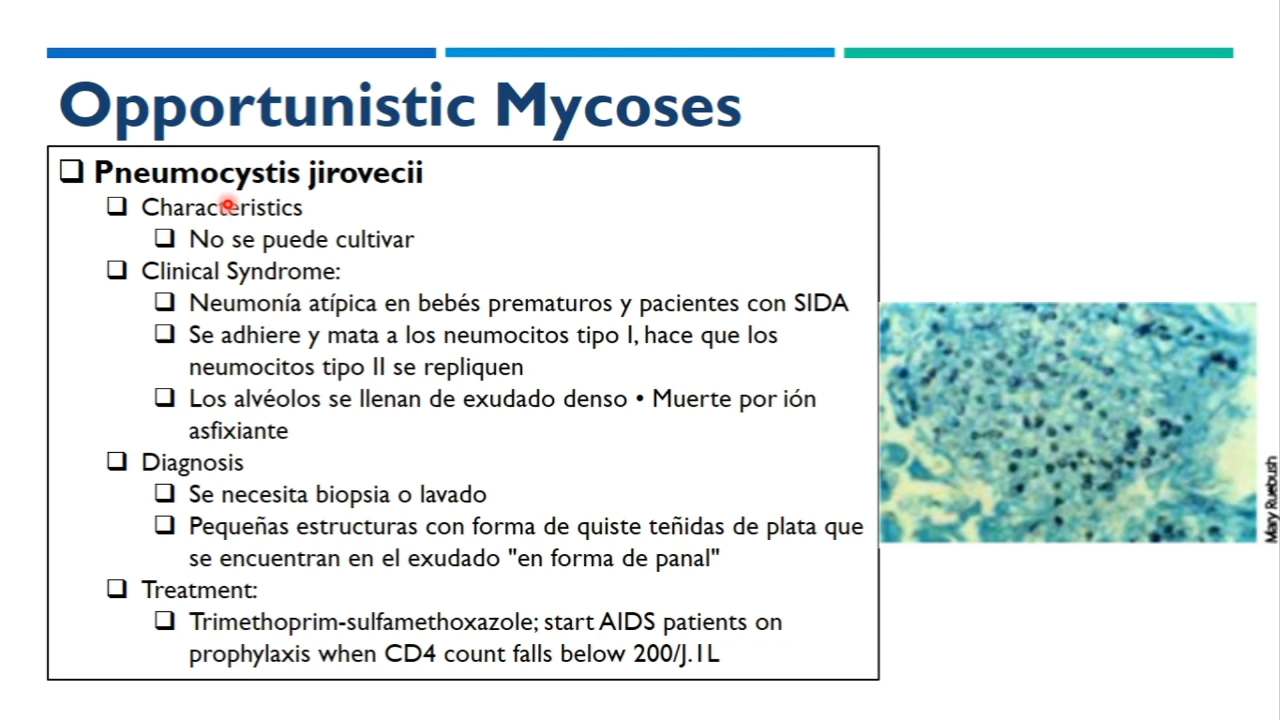 Opportunistic Mycoses
Pneumocystis jirovecii
Characteristics
No se puede cultivar
Clinical Syndrome:
Neumonía atípica en bebés prematuros y pacientes con SIDA
Se adhiere y mata a los neumocitos tipo I, hace que los
neumocitos tipo II se repliquen
Los alvéolos se llenan de exudado denso • Muerte por ión
asfixiante
Diagnosis
Se necesita biopsia o lavado
Pequeñas estructuras con forma de quiste teñidas de plata que
se encuentran en el exudado "en forma de panal"
Treatment:
Trimethoprim-sulfamethoxazole; start AIDS patients on
prophylaxis when CD4 count falls below 200/J.1L
Mary Ruebush